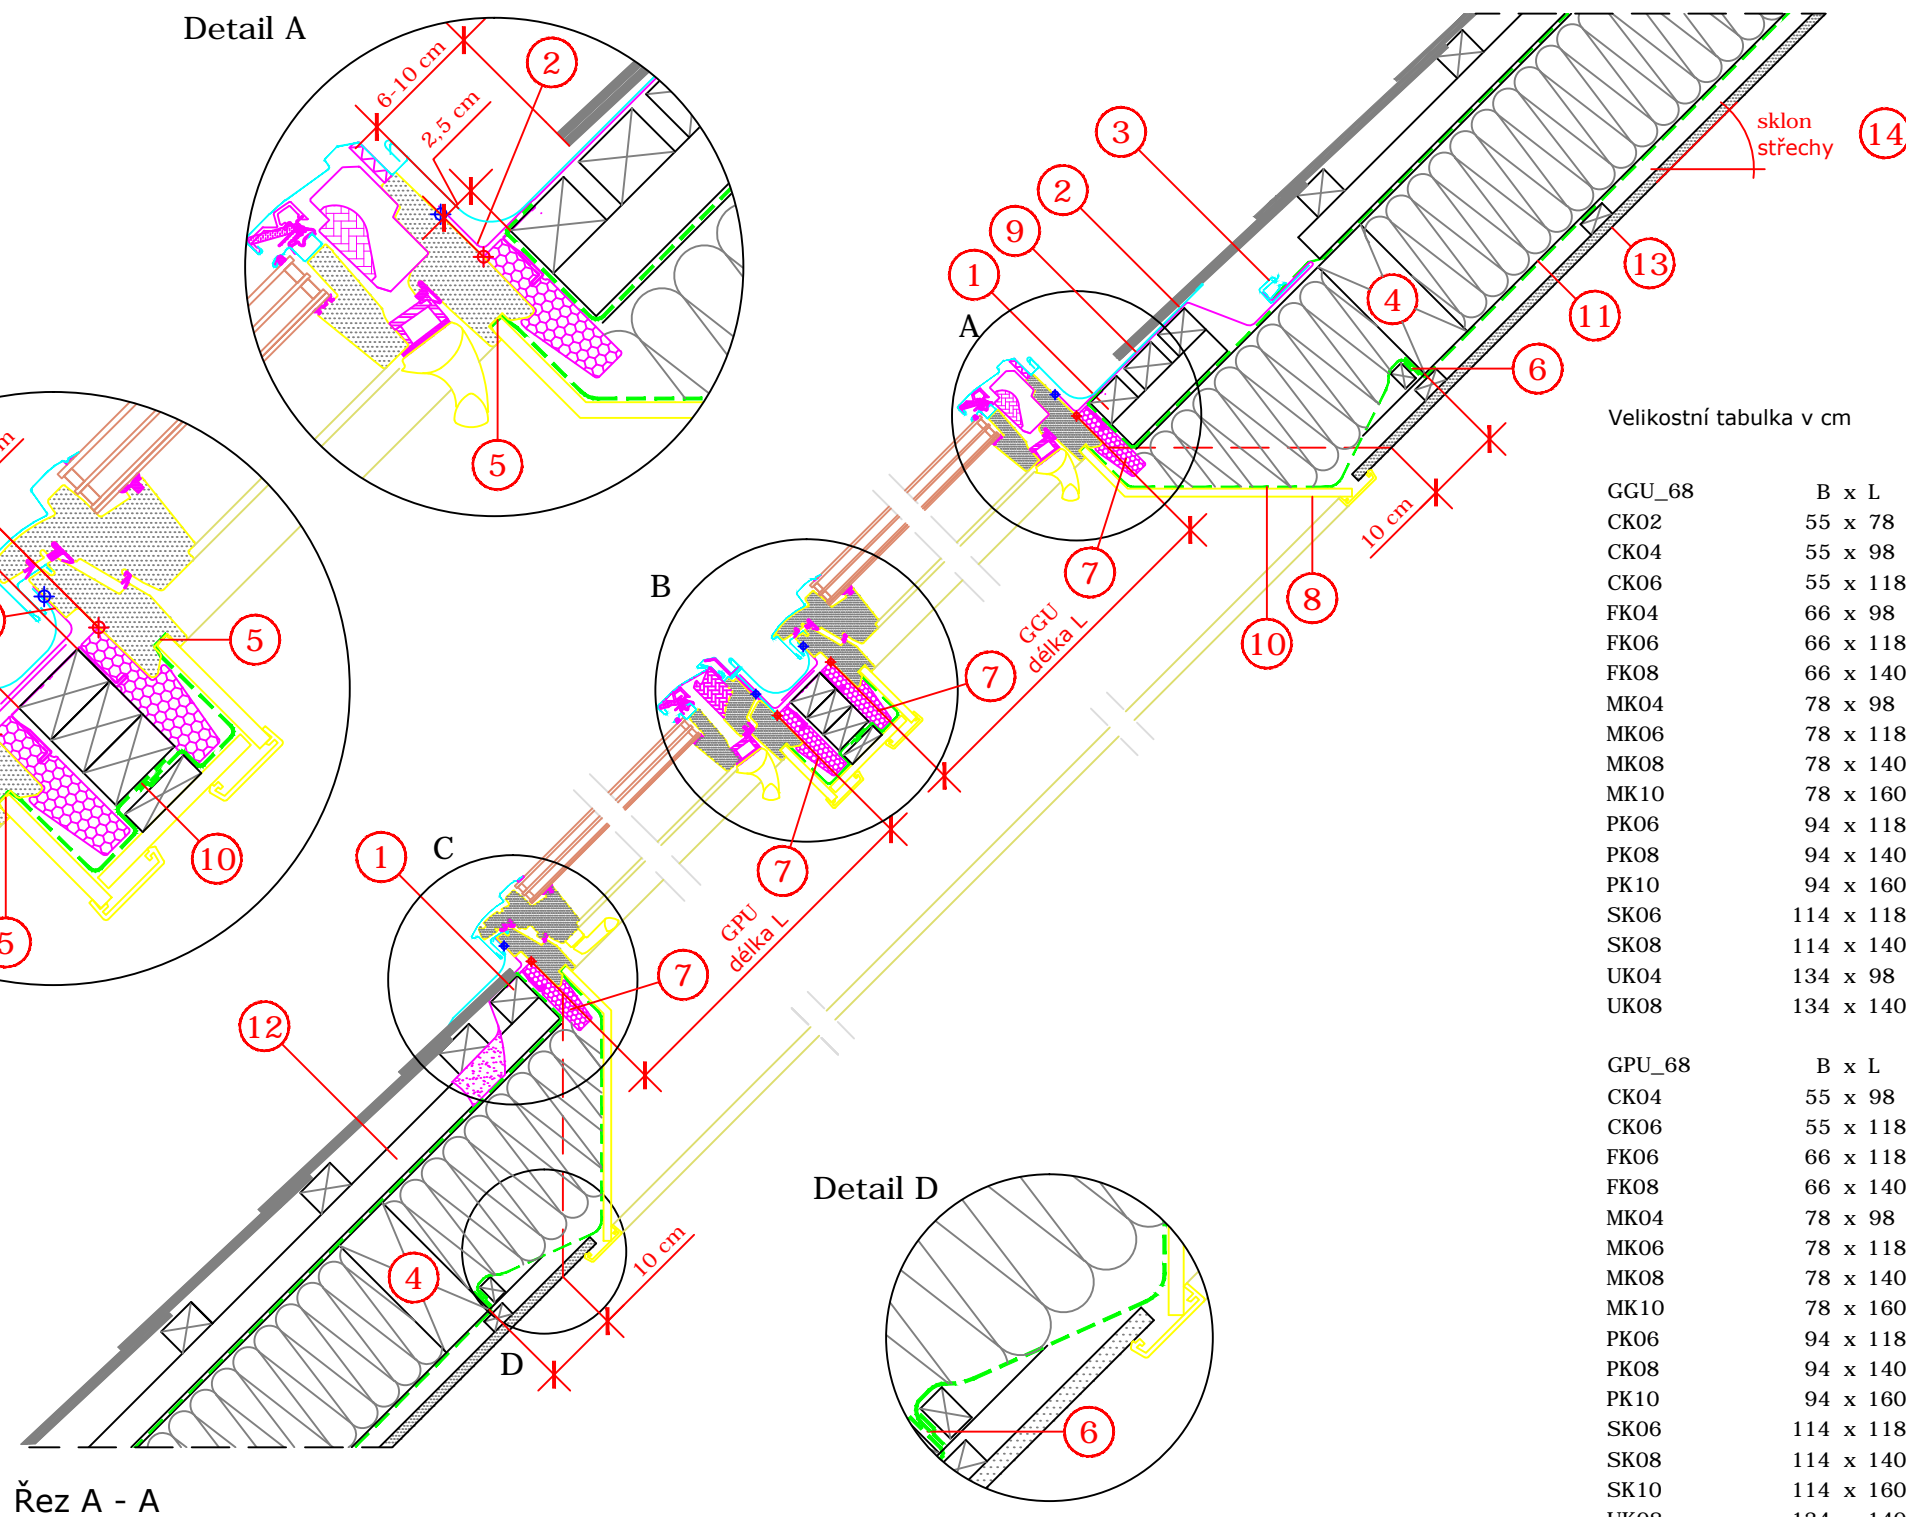 Detail A
6-10 cm
2,5 cm
2
3
2
9
1
A
sklon
střechy
14
13
4
11
6
5
10 cm
7
8
10
Velikostní tabulka v cm
GGU_68 B x L
CK02 55 x 78
CK04 55 x 98
CK06 55 x 118
FK04 66 x 98
FK06 66 x 118
FK08 66 x 140
MK04 78 x 98
MK06 78 x 118
MK08 78 x 140
MK10 78 x 160
PK06 94 x 118
PK08 94 x 140
PK10 94 x 160
SK06 114 x 118
SK08 114 x 140
UK04 134 x 98
UK08 134 x 140
GPU_68 B x L
CK04 55 x 98
CK06 55 x 118
FK06 66 x 118
FK08 66 x 140
MK04 78 x 98
MK06 78 x 118
MK08 78 x 140
MK10 78 x 160
PK06 94 x 118
PK08 94 x 140
PK10 94 x 160
SK06 114 x 118
SK08 114 x 140
SK10 114 x 160
B
GGU
délka L
7
7
5
10
5
1
C
GPU
délka L
7
12
4
10 cm
D
Detail D
6
Řez A - A